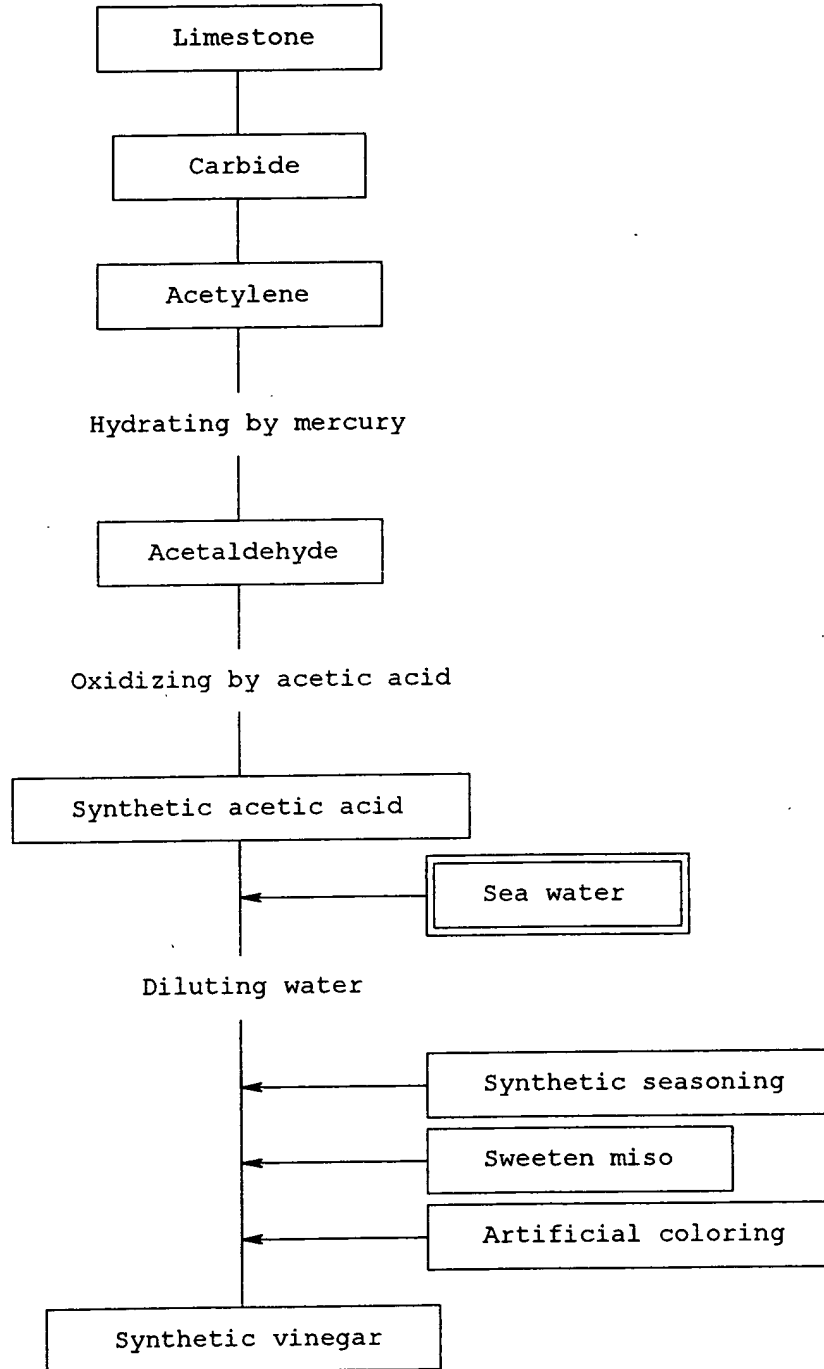 Limestone
Carbide
Acetylene
Hydrating by mercury
Acetaldehyde
Oxidizing by acetic acid
Synthetic acetic acid
Sea water
Diluting water
Synthetic seasoning
Sweeten miso
Artificial coloring
Synthetic vinegar